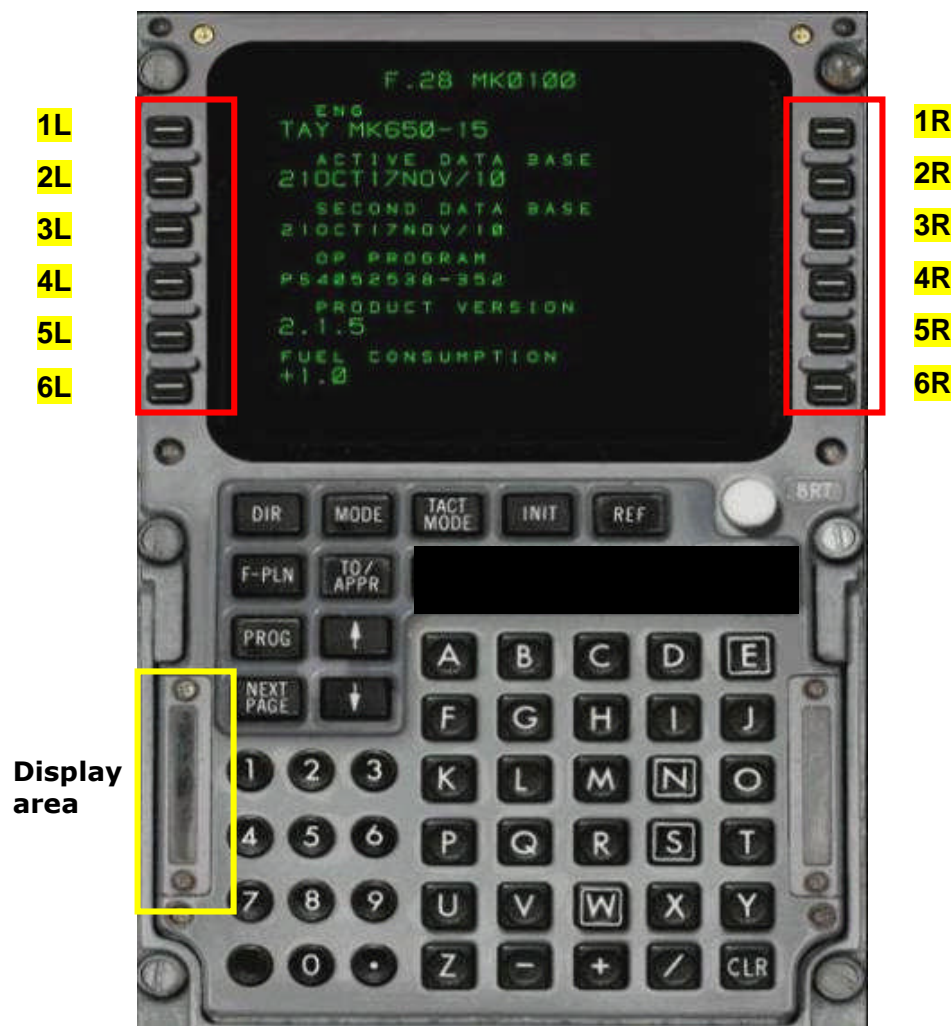 F.28 MK0100
ENG
TAY MK650-15
ACTIVE DATA BASE
21OCT17NOV/10
SECOND DATA BASE
21OCT17NOV/10
OP PROGRAM
PS4052538-352
PRODUCT VERSION
2.1.5
FUEL CONSUMPTION
+1.0
1L 1R
2L 2R
3L 3R
4L 4R
5L 5R
6L 6R
BRT
DIR MODE TACT MODE INIT REF
F-PLN TO/ APPR
PROG
NEXT PAGE
A B C D E
F G H I J
1 2 3 K L M N O
4 5 6 P Q R S T
7 8 9 U V W X Y
0 . Z - + / CLR
Display
area